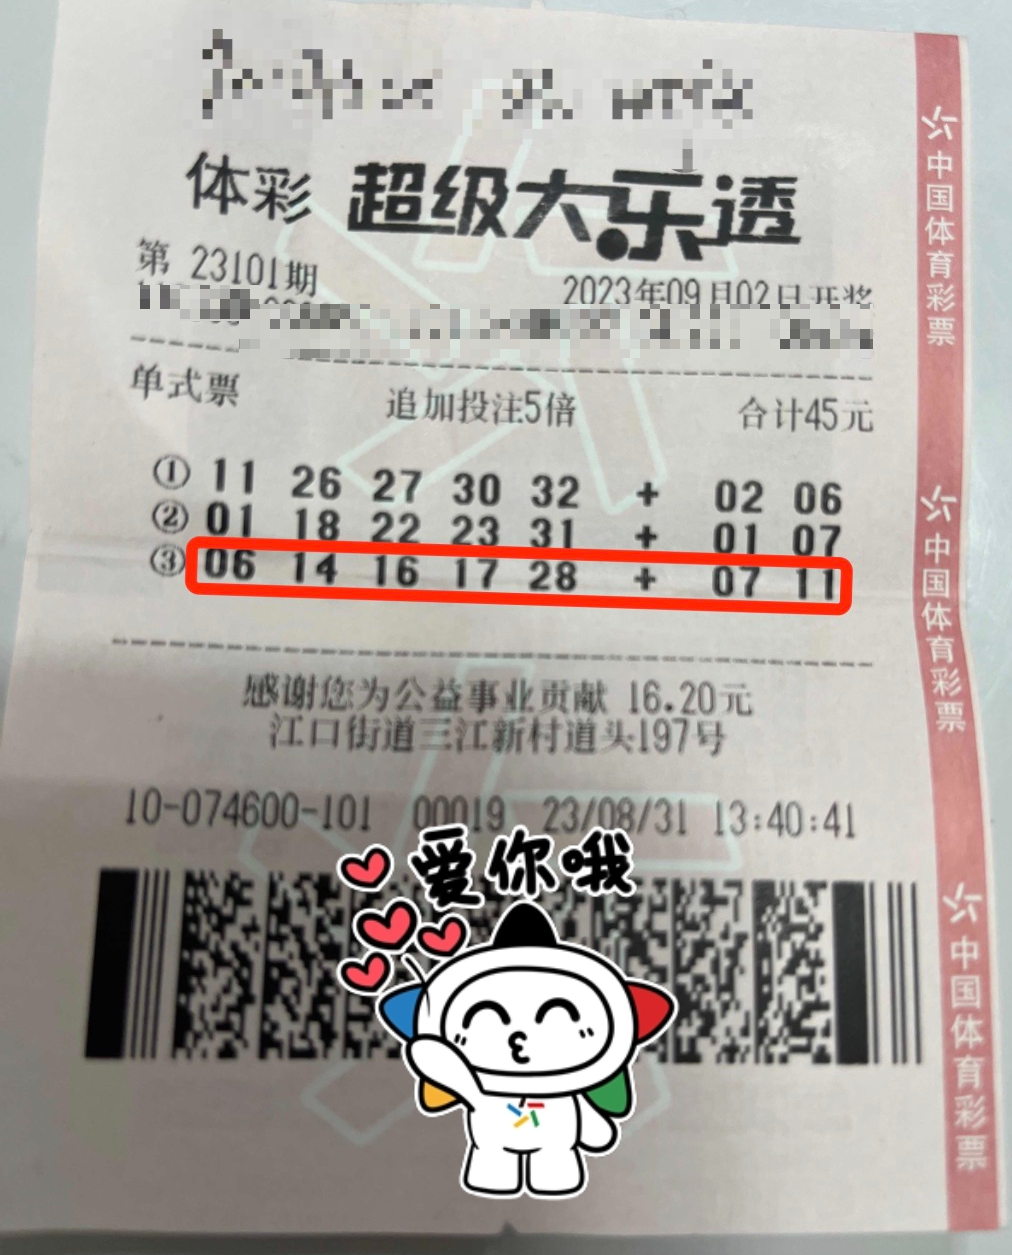 体彩 超级大乐透
第 23101期 2023年09月02日开奖
单式票 追加投注5倍 合计45元
① 11 26 27 30 32 + 02 06
② 01 18 22 23 31 + 01 07
③ 06 14 16 17 28 + 07 11
感谢您为公益事业贡献 16.20元
江口街道三江新村道头197号
10-074600-101 00019 23/08/31 13:40:41
爱你哦
中国体育彩票
中国体育彩票
中国体育彩票